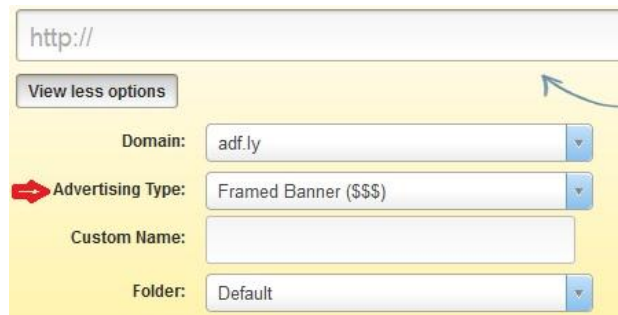 http://
View less options
Domain: adf.ly
Advertising Type: Framed Banner ($$$)
Custom Name:
Folder: Default